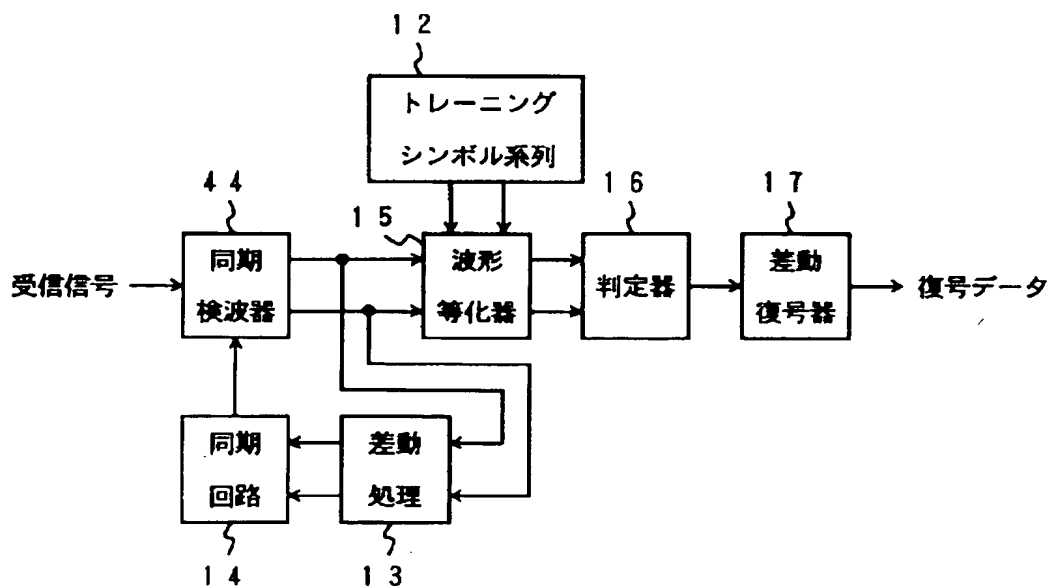 １２
トレーニング
シンボル系列
４４
１５
１６
１７
受信信号
同期
検波器
波形
等化器
判定器
差動
復号器
復号データ
同期
回路
差動
処理
１４
１３